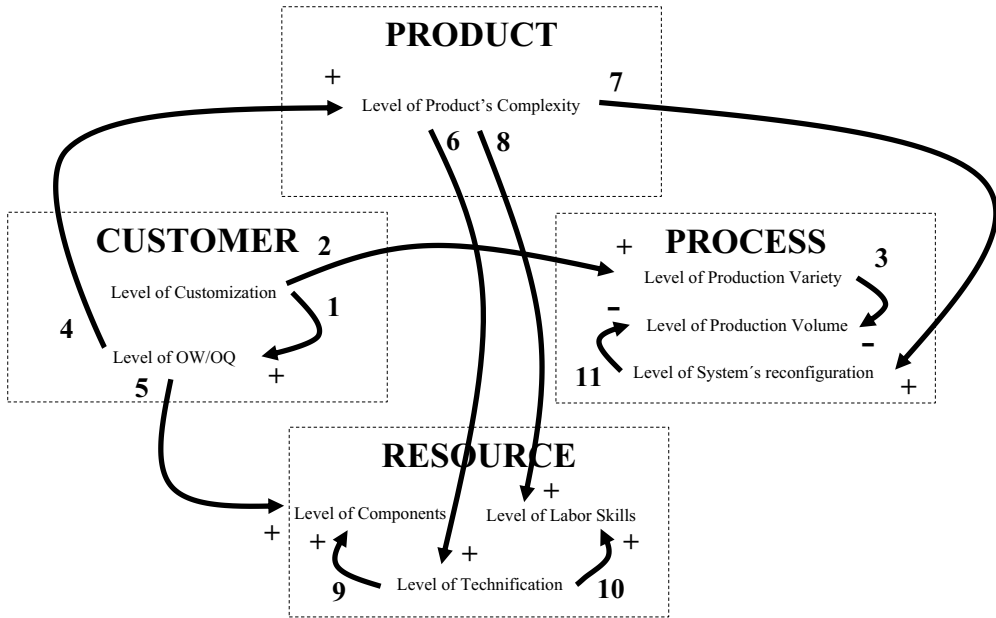 PRODUCT
+
7
Level of Product's Complexity
6
8
CUSTOMER
2
+
PROCESS
3
Level of Customization
1
Level of Production Variety
-
4
Level of Production Volume
-
Level of OW/OQ
+
5
11
Level of System´s reconfiguration
+
RESOURCE
+
Level of Components
Level of Labor Skills
+
+
+
+
9
Level of Technification
10